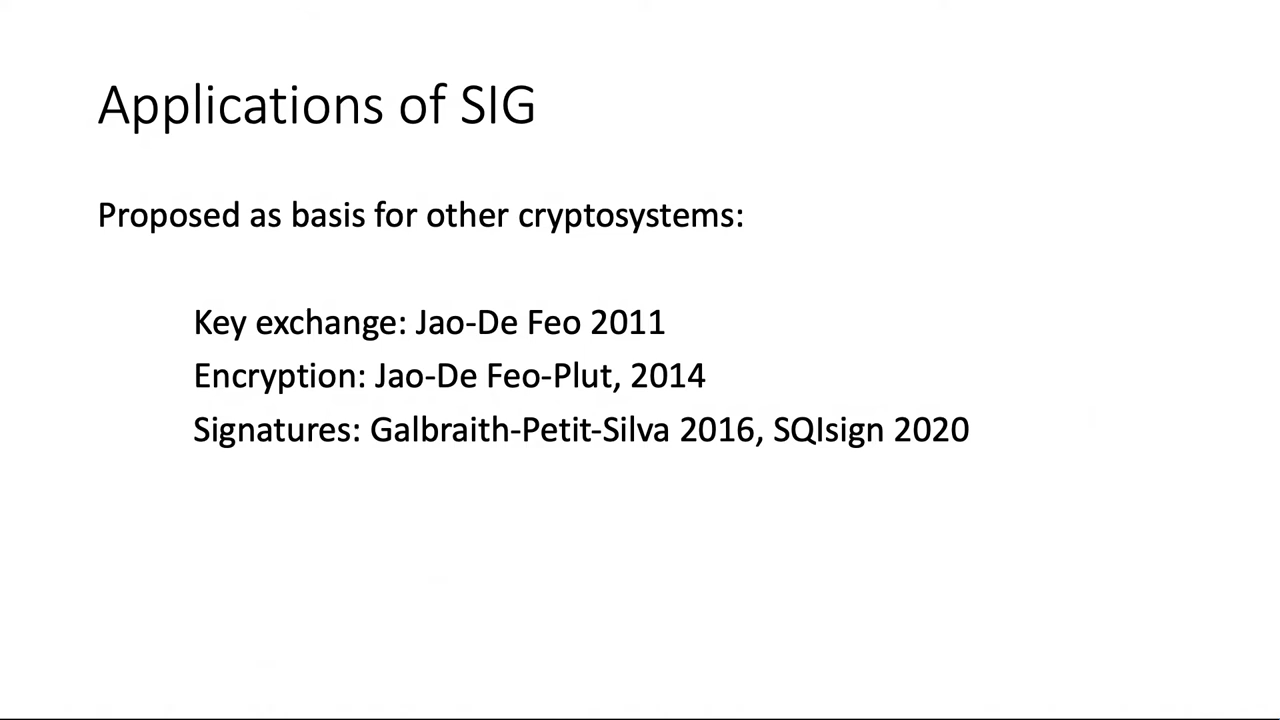 Applications of SIG
Proposed as basis for other cryptosystems:
Key exchange: Jao-De Feo 2011
Encryption: Jao-De Feo-Plut, 2014
Signatures: Galbraith-Petit-Silva 2016, SQIsign 2020